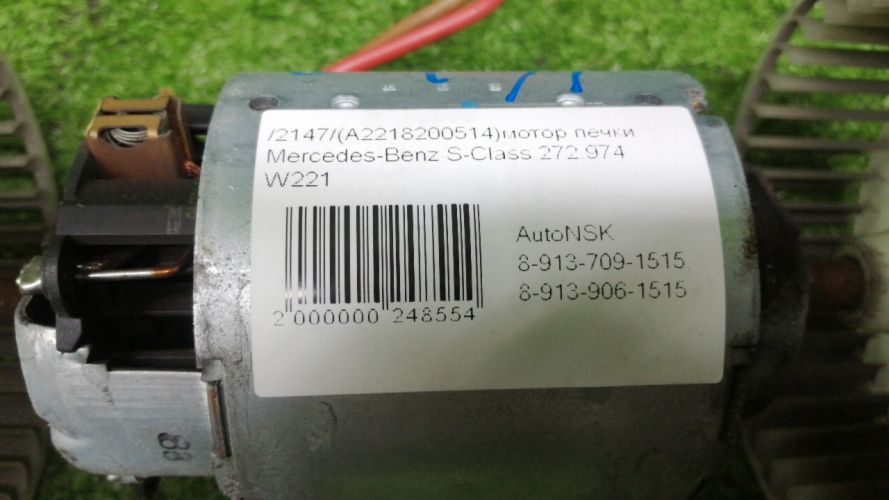 /2147/(A2218200514)мотор печки
Mercedes-Benz S-Class 272.974
W221
AutoNSK
8-913-709-1515
8-913-906-1515
2 000000 248554